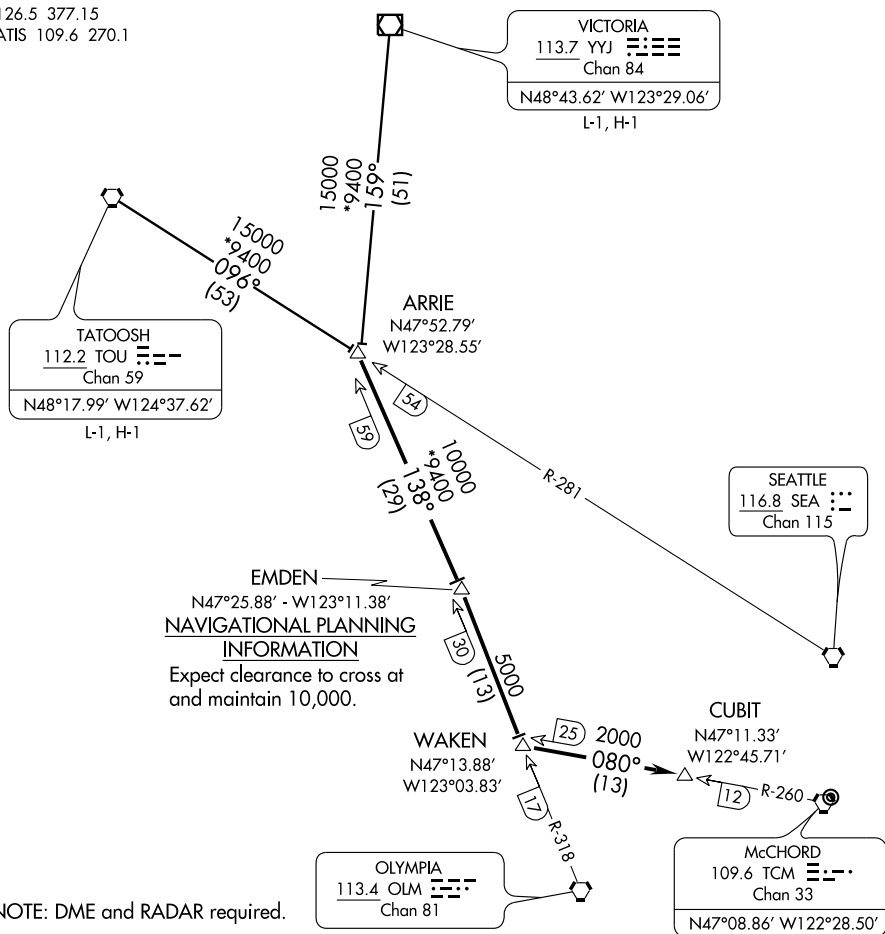 126.5 377.15
ATIS 109.6 270.1
VICTORIA
113.7 YYJ
Chan 84
N48°43.62' W123°29.06'
L-1, H-1
15000
*9400
159°
(51)
15000
*9400
096°
(53)
TATOOSH
112.2 TOU
Chan 59
N48°17.99' W124°37.62'
L-1, H-1
ARRIE
N47°52.79'
W123°28.55'
54
59
10000
*9400
138°
(29)
R-281
SEATTLE
116.8 SEA
Chan 115
EMDEN
N47°25.88' - W123°11.38'
NAVIGATIONAL PLANNING
INFORMATION
Expect clearance to cross at
and maintain 10,000.
30
5000
(13)
WAKEN
N47°13.88'
W123°03.83'
25
2000
080°
(13)
CUBIT
N47°11.33'
W122°45.71'
12
R-260
17
R-318
OLYMPIA
113.4 OLM
Chan 81
McCHORD
109.6 TCM
Chan 33
N47°08.86' W122°28.50'
NOTE: DME and RADAR required.